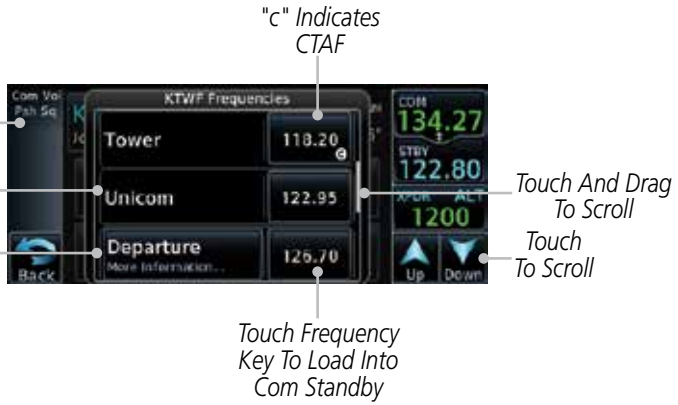 "c" Indicates
CTAF
Com Vol
Psh Sq
KTWF Frequencies
COM
134.27
Tower
118.20
c
STBY
122.80
Unicom
122.95
XPDR ALT
1200
Touch And Drag
To Scroll
Departure
More Information...
126.70
Back
Up
Down
Touch
To Scroll
Touch Frequency
Key To Load Into
Com Standby